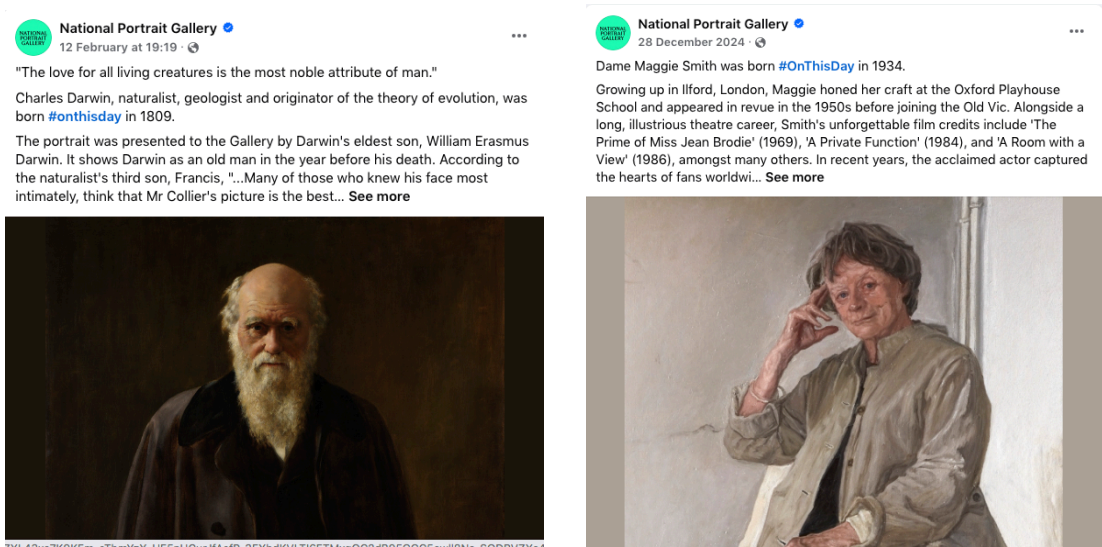 NATIONAL
PORTRAIT
GALLERY
National Portrait Gallery
12 February at 19:19 ·
"The love for all living creatures is the most noble attribute of man."
Charles Darwin, naturalist, geologist and originator of the theory of evolution, was
born #onthisday in 1809.
The portrait was presented to the Gallery by Darwin's eldest son, William Erasmus
Darwin. It shows Darwin as an old man in the year before his death. According to
the naturalist's third son, Francis, "...Many of those who knew his face most
intimately, think that Mr Collier's picture is the best... See more
NATIONAL
PORTRAIT
GALLERY
National Portrait Gallery
28 December 2024 ·
Dame Maggie Smith was born #OnThisDay in 1934.
Growing up in Ilford, London, Maggie honed her craft at the Oxford Playhouse
School and appeared in revue in the 1950s before joining the Old Vic. Alongside a
long, illustrious theatre career, Smith's unforgettable film credits include 'The
Prime of Miss Jean Brodie' (1969), 'A Private Function' (1984), and 'A Room with a
View' (1986), amongst many others. In recent years, the acclaimed actor captured
the hearts of fans worldwi... See more